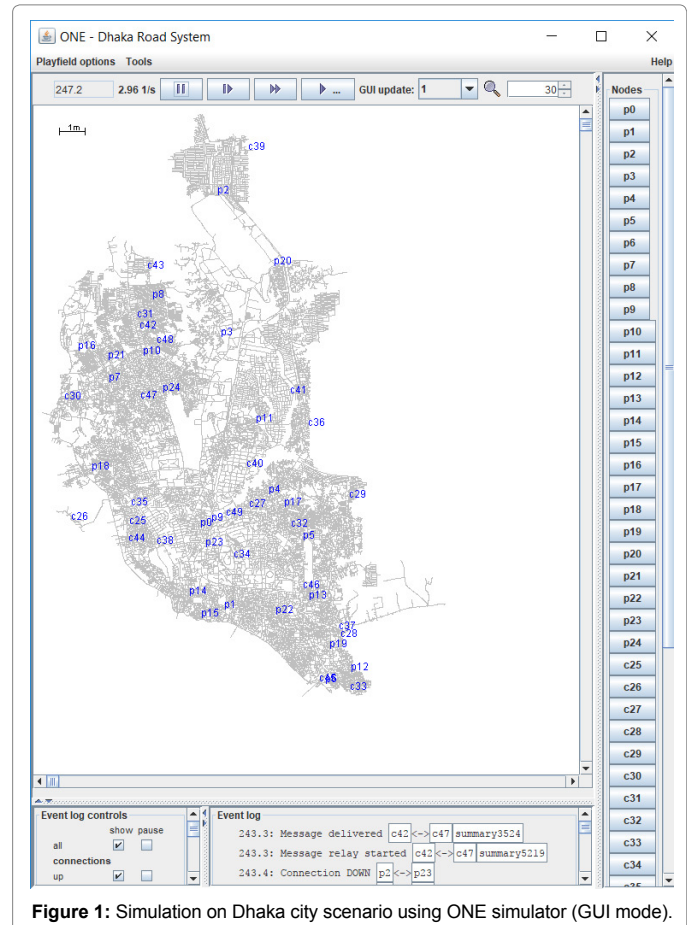 ONE - Dhaka Road System
Playfield options Tools Help
247.2 2.96 1/s ... GUI update: 1 30
1m
c39
p2
p20
c43
p8
c31
c42
c48
p3
p16
p21
p10
p7
p24
c30
c47
c41
p11
c36
c40
p18
p4
c29
c35
c27
p17
c26
c25
p0
p9
c49
c32
c44
c38
p23
p5
c34
c46
p14
p13
p15
p1
p22
c37
c28
p19
p12
c33
Nodes
p0
p1
p2
p3
p4
p5
p6
p7
p8
p9
p10
p11
p12
p13
p14
p15
p16
p17
p18
p19
p20
p21
p22
p23
p24
c25
c26
c27
c28
c29
c30
c31
c32
c33
c34
c35
Event log controls
show pause
all
connections
up
Event log
243.3: Message delivered c42<->c47 summary3524
243.3: Message relay started c42<->c47 summary5219
243.4: Connection DOWN p2<->p23
Figure 1: Simulation on Dhaka city scenario using ONE simulator (GUI mode).